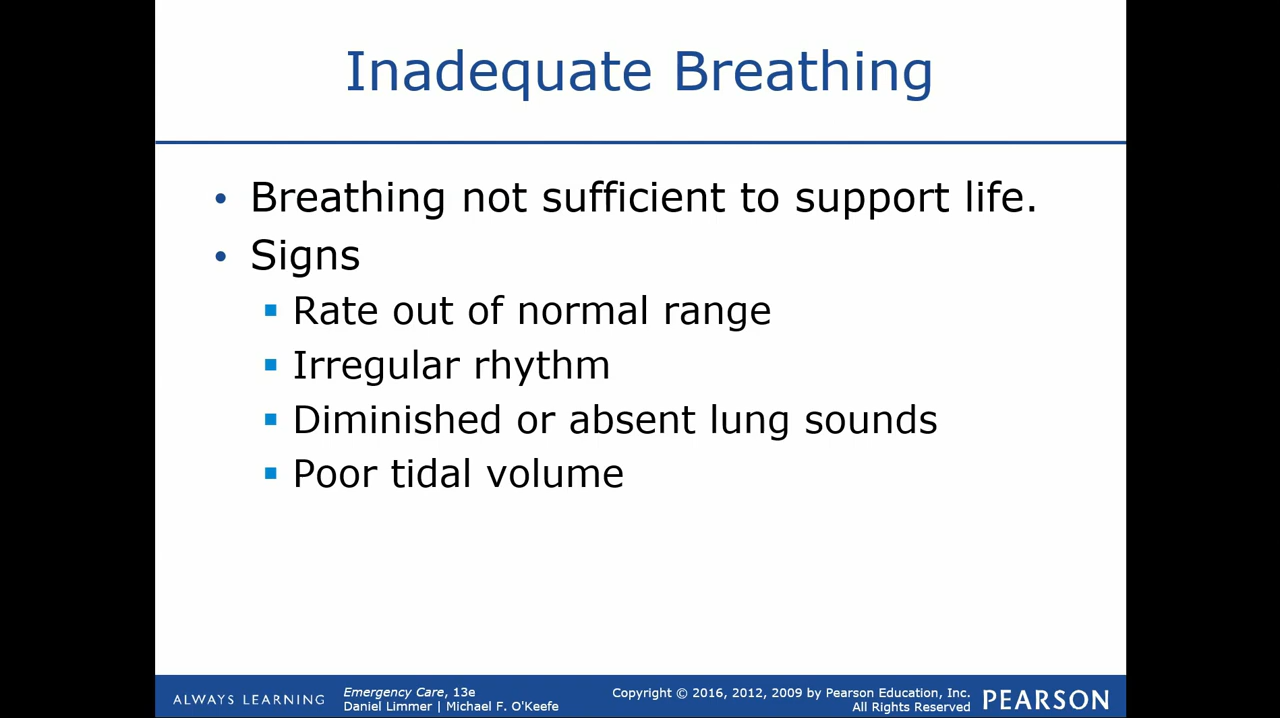 Inadequate Breathing
• Breathing not sufficient to support life.
• Signs
▪ Rate out of normal range
▪ Irregular rhythm
▪ Diminished or absent lung sounds
▪ Poor tidal volume
ALWAYS LEARNING
Emergency Care, 13e
Daniel Limmer | Michael F. O'Keefe
Copyright © 2016, 2012, 2009 by Pearson Education, Inc.
All Rights Reserved
PEARSON